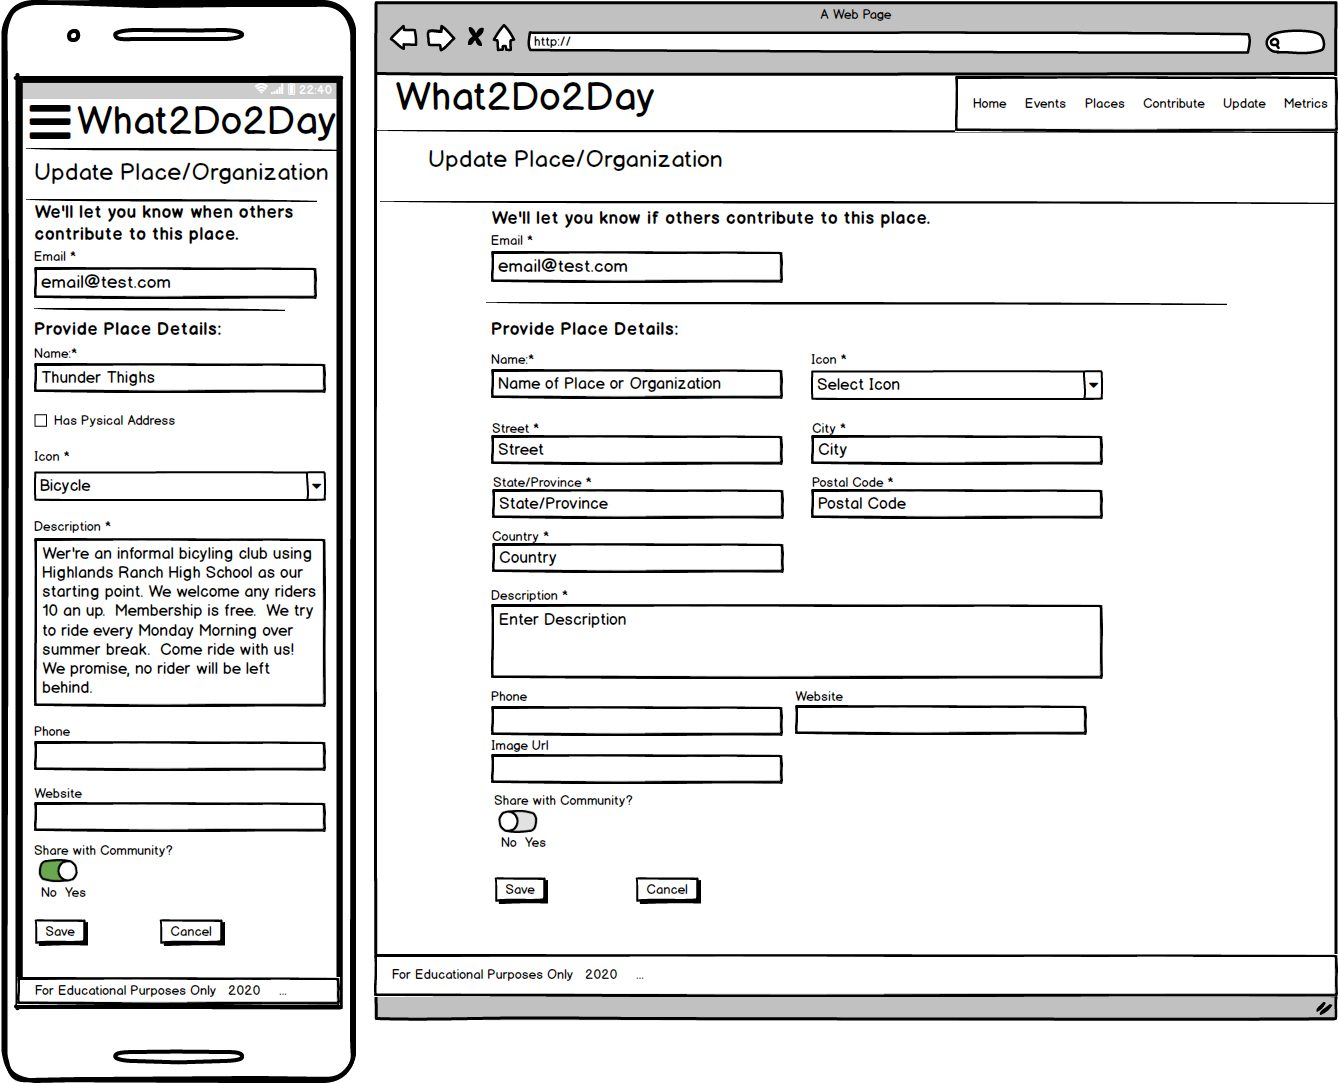 22:40
What2Do2Day
Update Place/Organization
We'll let you know when others
contribute to this place.
Email *
email@test.com
Provide Place Details:
Name:*
Thunder Thighs
Has Pysical Address
Icon *
Bicycle
Description *
Wer're an informal bicyling club using
Highlands Ranch High School as our
starting point. We welcome any riders
10 an up.  Membership is free.  We try
to ride every Monday Morning over
summer break.  Come ride with us!
We promise, no rider will be left
behind.
Phone
Website
Share with Community?
No Yes
Save Cancel
For Educational Purposes Only 2020 ...
A Web Page
http://
What2Do2Day
Home Events Places Contribute Update Metrics
Update Place/Organization
We'll let you know if others contribute to this place.
Email *
email@test.com
Provide Place Details:
Name:* Icon *
Name of Place or Organization Select Icon
Street * City *
Street City
State/Province * Postal Code *
State/Province Postal Code
Country *
Country
Description *
Enter Description
Phone Website
Image Url
Share with Community?
No Yes
Save Cancel
For Educational Purposes Only 2020 ...